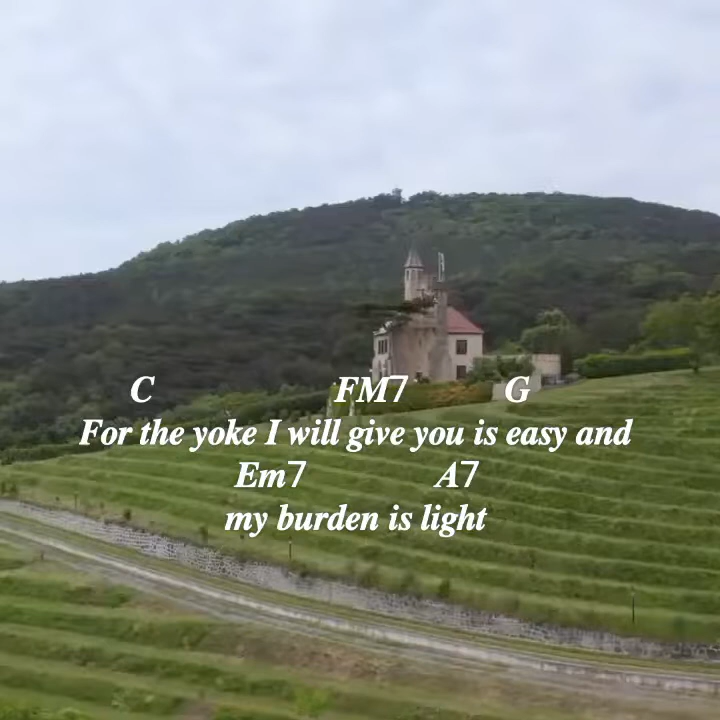 C FM7 G
For the yoke I will give you is easy and
Em7 A7
my burden is light